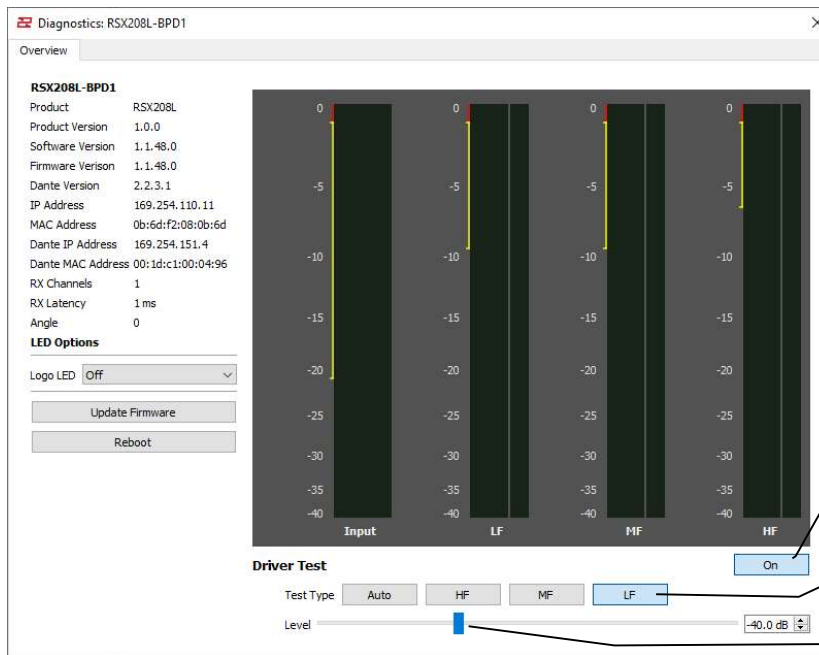 Diagnostics: RSX208L-BPD1
Overview
RSX208L-BPD1
Product RSX208L
Product Version 1.0.0
Software Version 1.1.48.0
Firmware Verison 1.1.48.0
Dante Version 2.2.3.1
IP Address 169.254.110.11
MAC Address 0b:6d:f2:08:0b:6d
Dante IP Address 169.254.151.4
Dante MAC Address 00:1d:c1:00:04:96
RX Channels 1
RX Latency 1 ms
Angle 0
LED Options
Logo LED Off
Update Firmware
Reboot
0 0 0 0
-5 -5 -5 -5
-10 -10 -10 -10
-15 -15 -15 -15
-20 -20 -20 -20
-25 -25 -25 -25
-30 -30 -30 -30
-35 -35 -35 -35
-40 -40 -40 -40
Input LF MF HF
Driver Test On
Test Type Auto HF MF LF
Level -40.0 dB